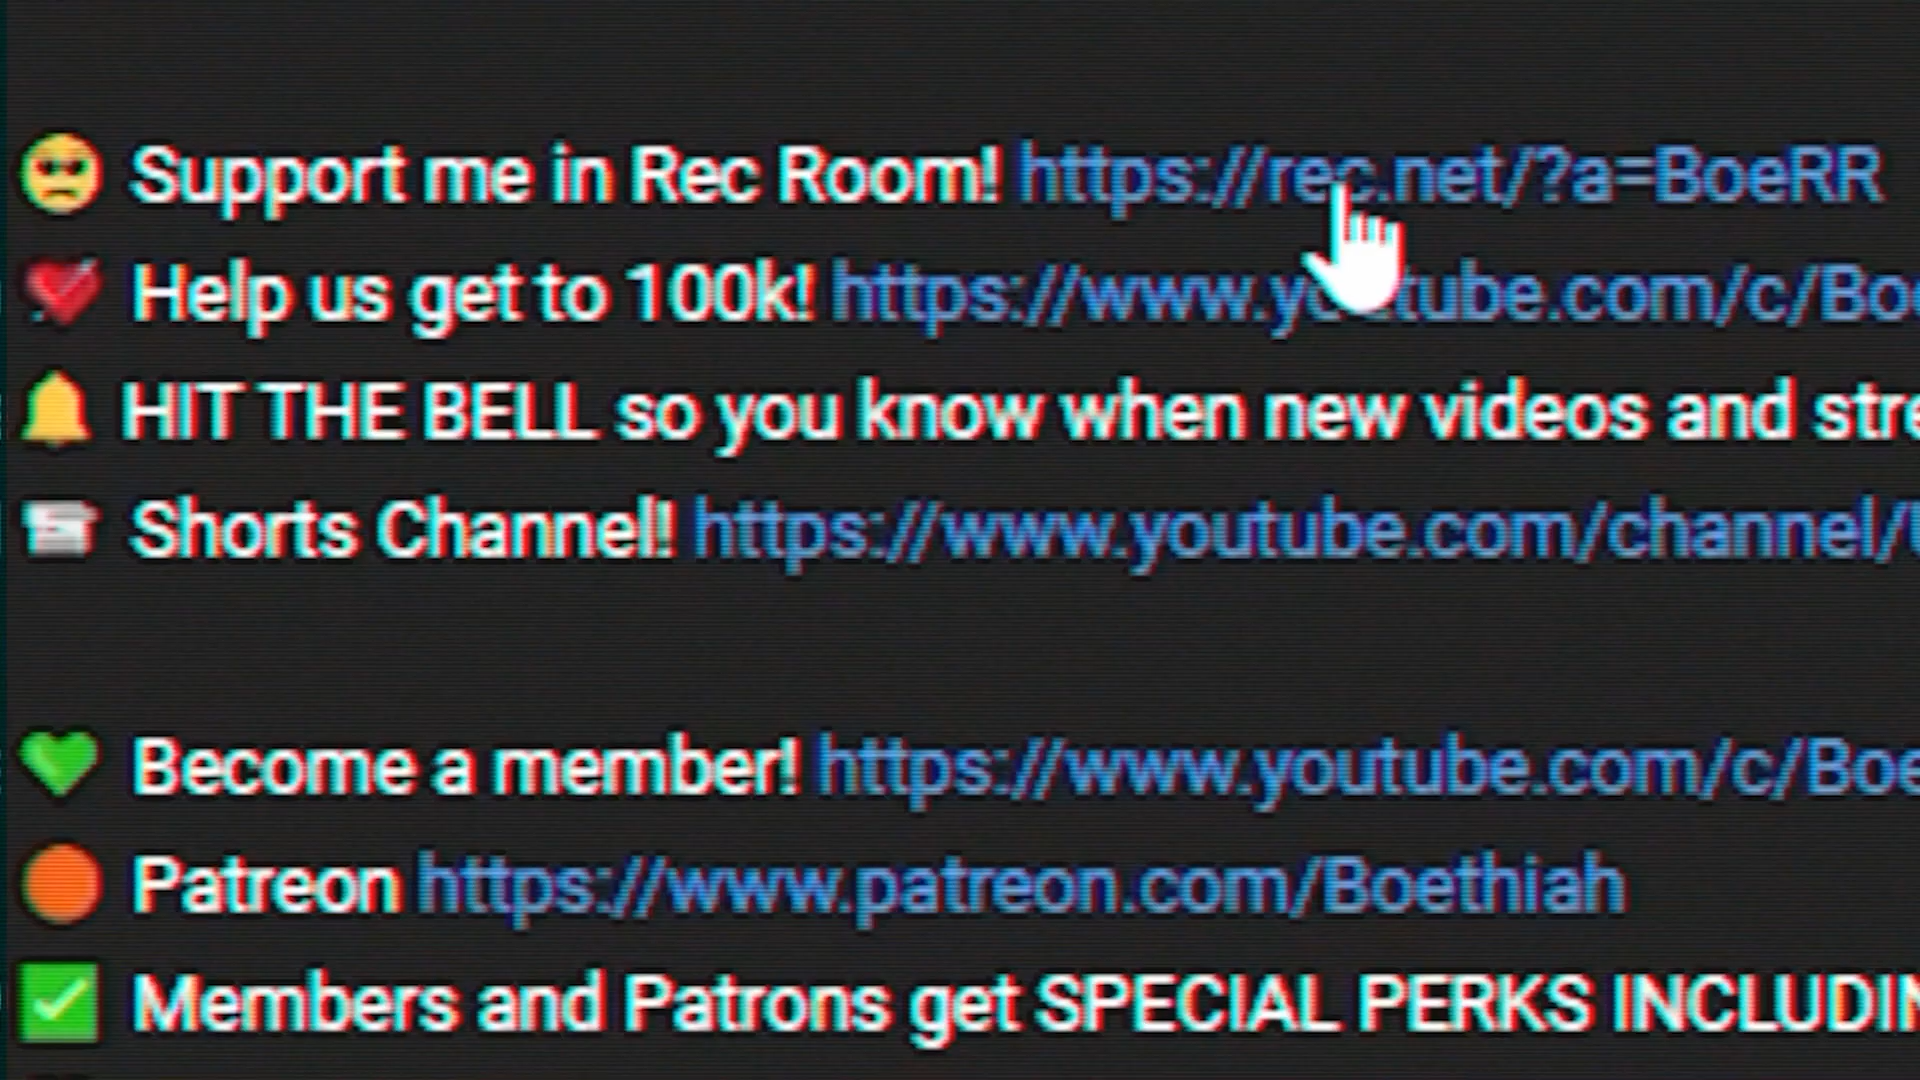 Support me in Rec Room! https://rec.net/?a=BoeRR
Help us get to 100k! https://www.youtube.com/c/Boe
HIT THE BELL so you know when new videos and stre
Shorts Channel! https://www.youtube.com/channel/U
Become a member! https://www.youtube.com/c/Boe
Patreon https://www.patreon.com/Boethiah
Members and Patrons get SPECIAL PERKS INCLUDIN